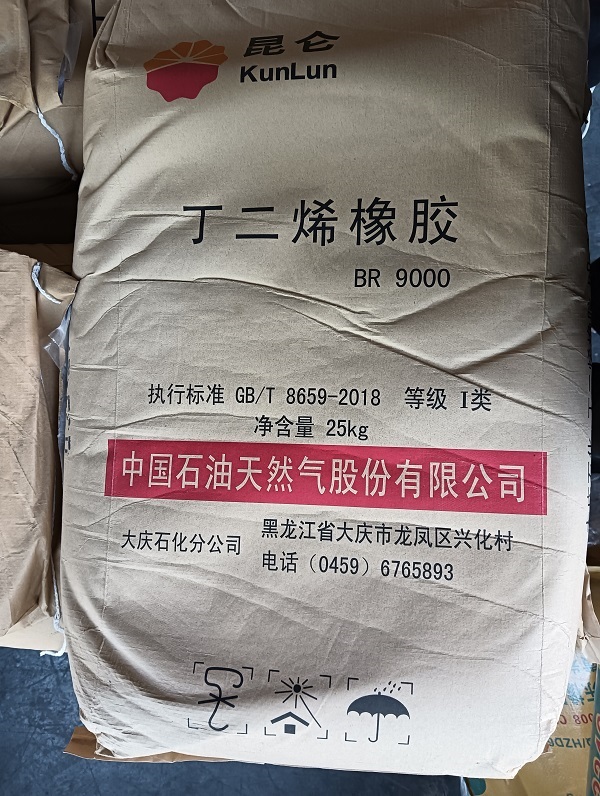 昆仑
KunLun
丁二烯橡胶
BR 9000
执行标准 GB/T 8659-2018 等级 I类
净含量 25kg
中国石油天然气股份有限公司
大庆石化分公司
黑龙江省大庆市龙凤区兴化村
电话（0459）6765893